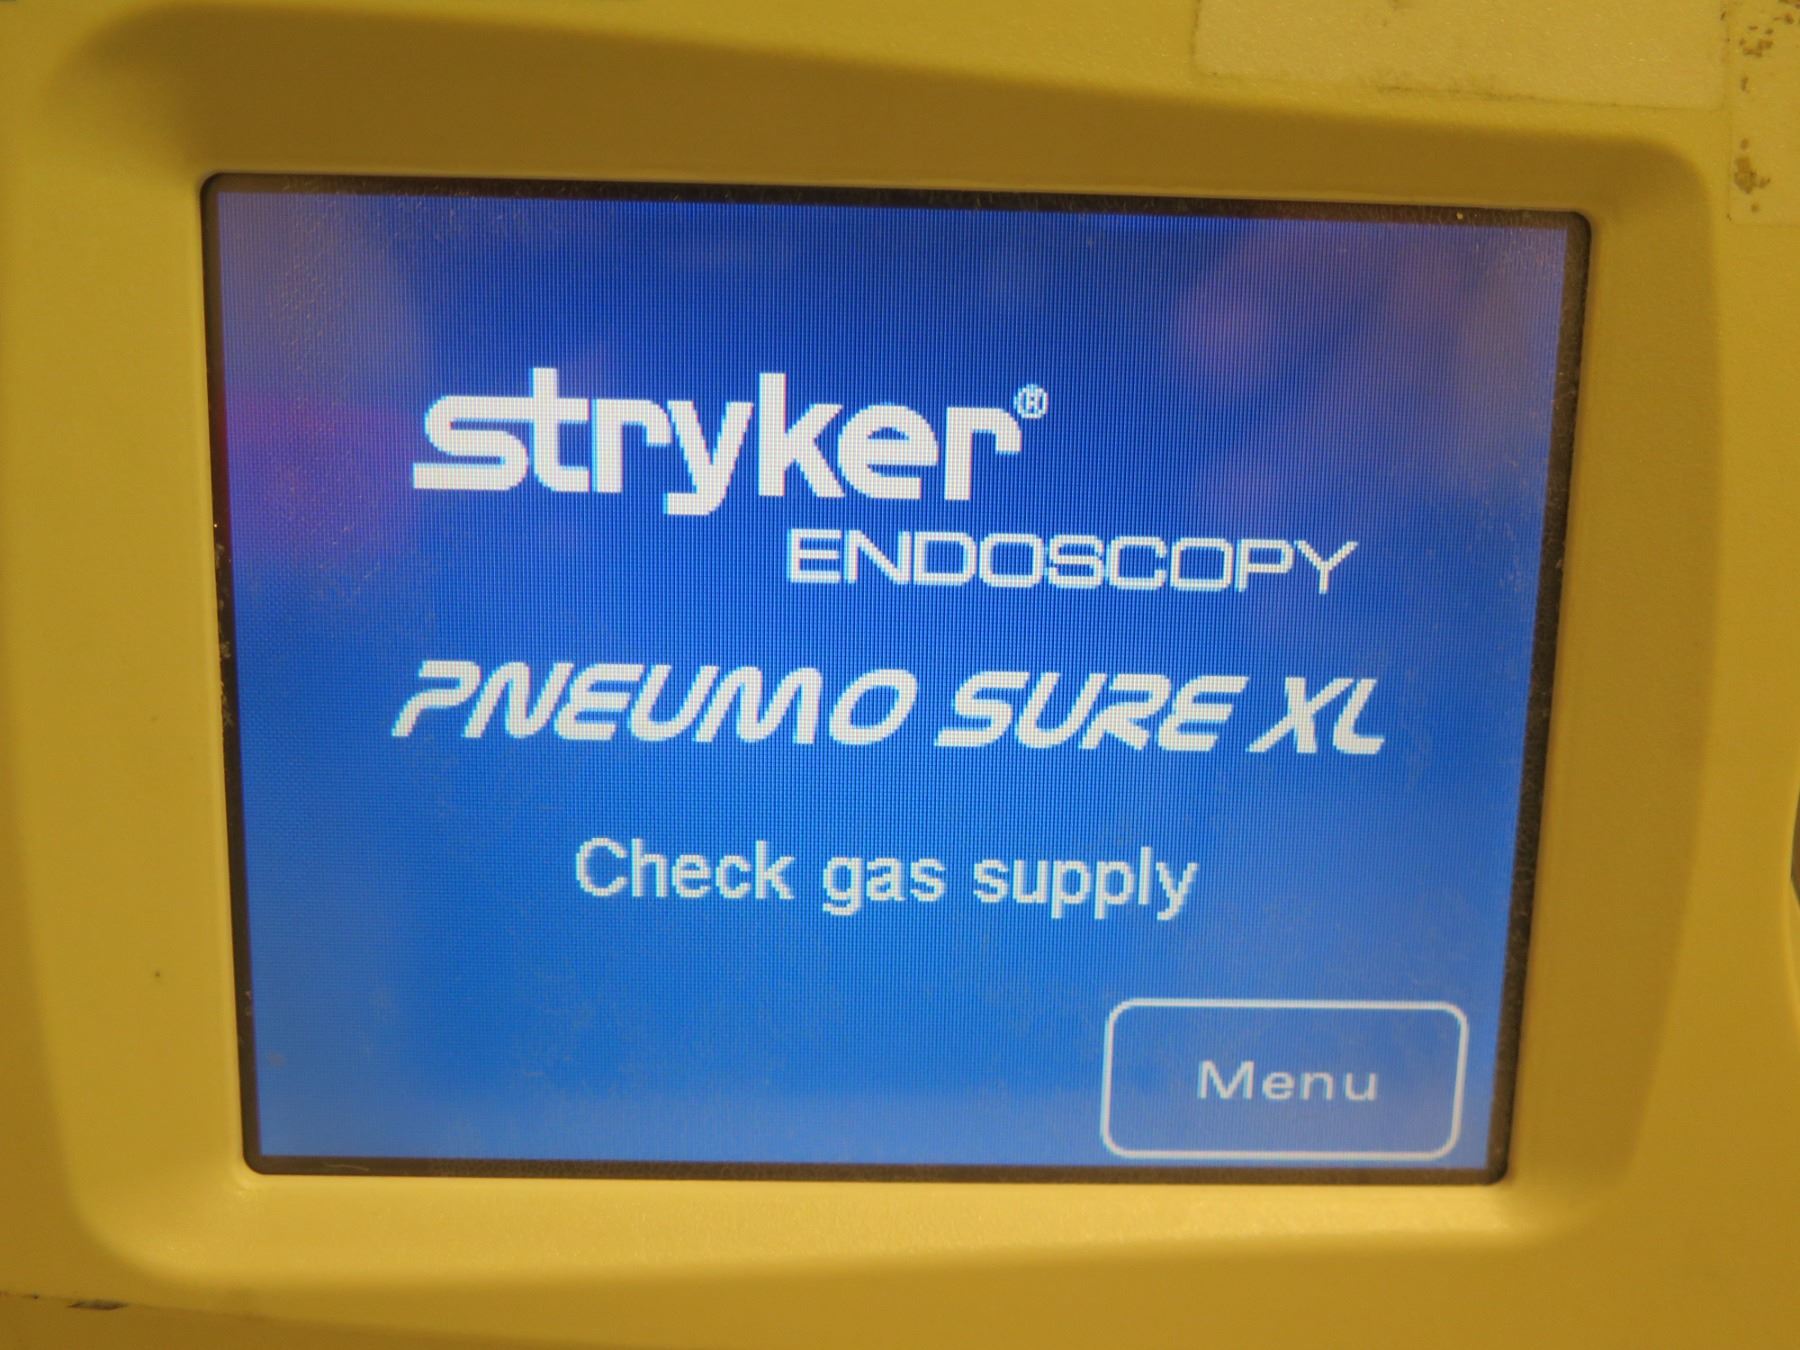 stryker®
ENDOSCOPY
PNEUMO SURE XL
Check gas supply
Menu